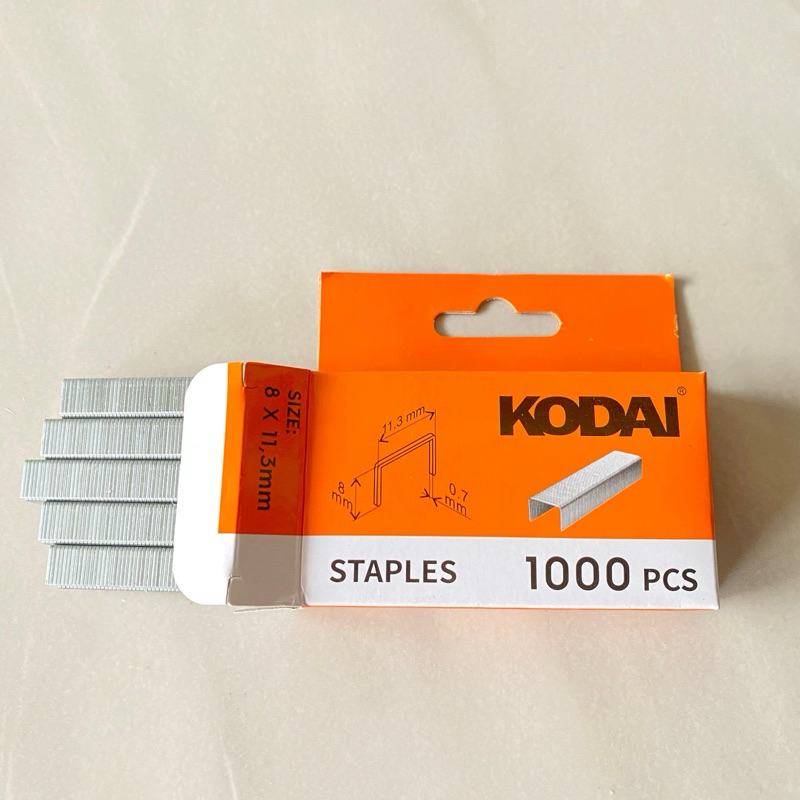 SIZE:
8 X 11,3mm
11.3 mm
8
mm
0.7
mm
KODAI®
STAPLES
1000 PCS